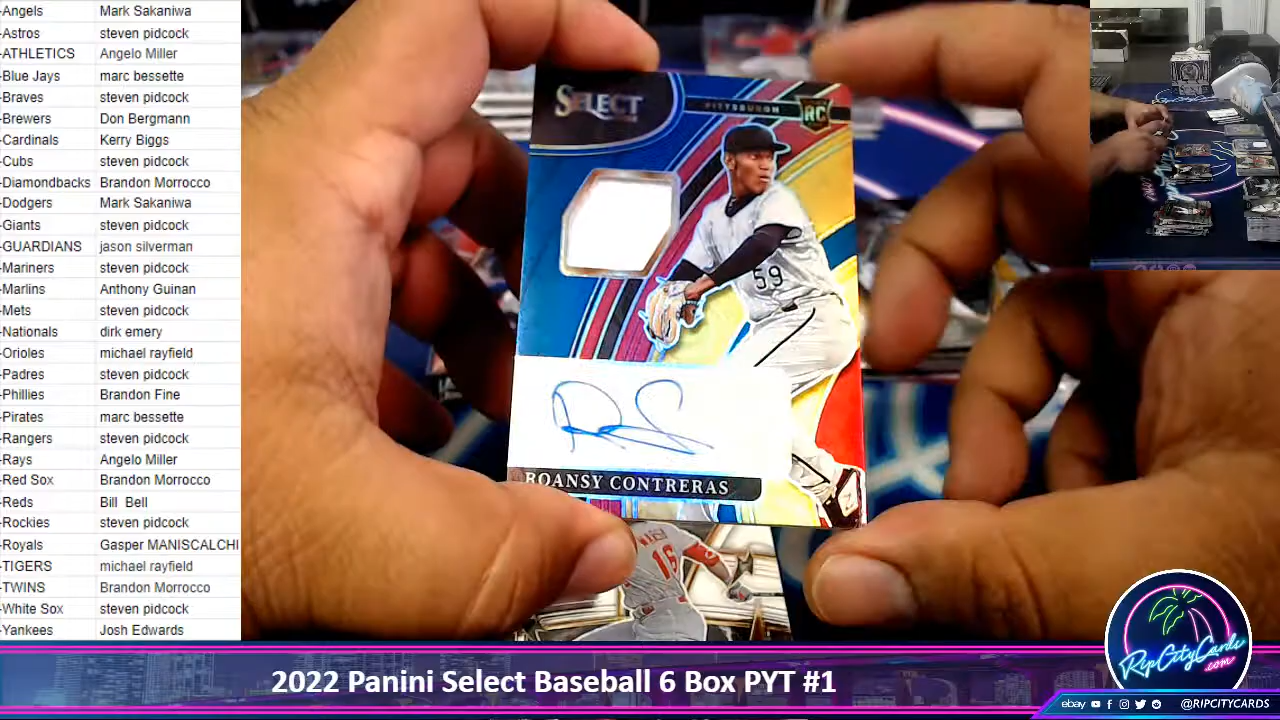 -Angels Mark Sakaniwa
-Astros steven pidcock
-ATHLETICS Angelo Miller
-Blue Jays marc bessette
-Braves steven pidcock
-Brewers Don Bergmann
-Cardinals Kerry Biggs
-Cubs steven pidcock
-Diamondbacks Brandon Morrocco
-Dodgers Mark Sakaniwa
-Giants steven pidcock
-GUARDIANS jason silverman
-Mariners steven pidcock
-Marlins Anthony Guinan
-Mets steven pidcock
-Nationals dirk emery
-Orioles michael rayfield
-Padres steven pidcock
-Phillies Brandon Fine
-Pirates marc bessette
-Rangers steven pidcock
-Rays Angelo Miller
-Red Sox Brandon Morrocco
-Reds Bill Bell
-Rockies steven pidcock
-Royals Gasper MANISCALCHI
-TIGERS michael rayfield
-TWINS Brandon Morrocco
-White Sox steven pidcock
-Yankees Josh Edwards
SELECT
PITTSBURGH
RC
59
ROANSY CONTRERAS
16
RipCityCards
.com
2022 Panini Select Baseball 6 Box PYT #1
ebay @RIPCITYCARDS